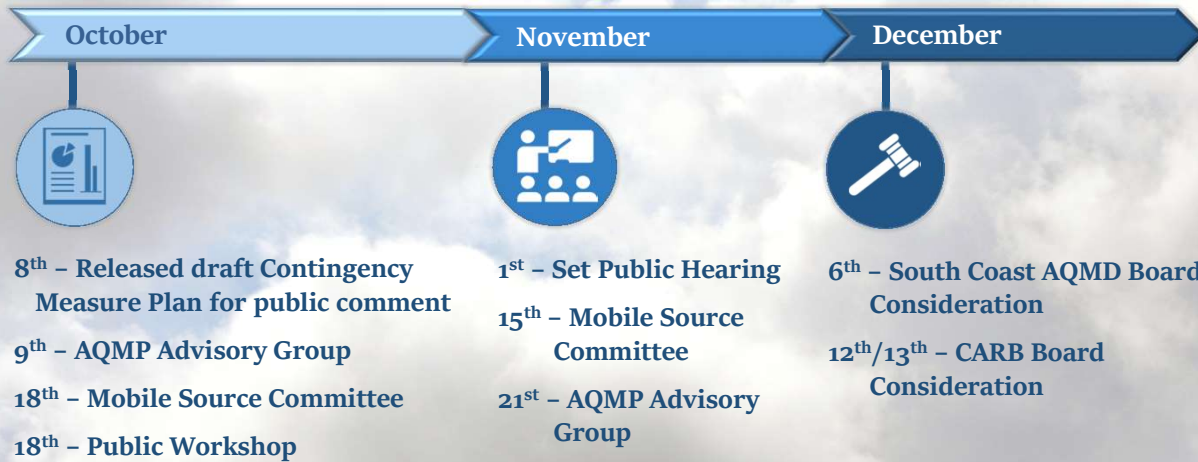 October
November
December
8th – Released draft Contingency
Measure Plan for public comment
9th – AQMP Advisory Group
18th – Mobile Source Committee
18th – Public Workshop
1st – Set Public Hearing
15th – Mobile Source
Committee
21st – AQMP Advisory
Group
6th – South Coast AQMD Board
Consideration
12th/13th – CARB Board
Consideration